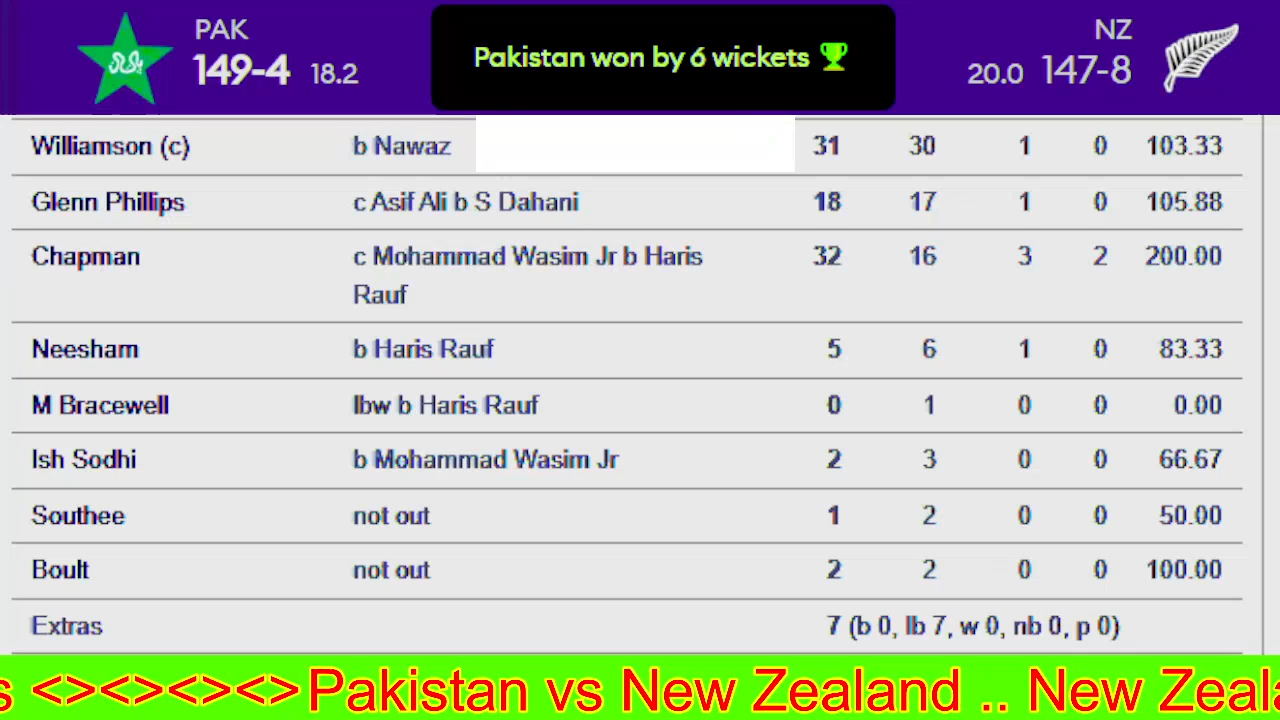 PAK
149-4 18.2
Pakistan won by 6 wickets
NZ
20.0 147-8
Williamson (c) b Nawaz 31 30 1 0 103.33
Glenn Phillips c Asif Ali b S Dahani 18 17 1 0 105.88
Chapman c Mohammad Wasim Jr b Haris 32 16 3 2 200.00
Rauf
Neesham b Haris Rauf 5 6 1 0 83.33
M Bracewell lbw b Haris Rauf 0 1 0 0 0.00
Ish Sodhi b Mohammad Wasim Jr 2 3 0 0 66.67
Southee not out 1 2 0 0 50.00
Boult not out 2 2 0 0 100.00
Extras 7 (b 0, lb 7, w 0, nb 0, p 0)
s <><><><>Pakistan vs New Zealand .. New Zeala